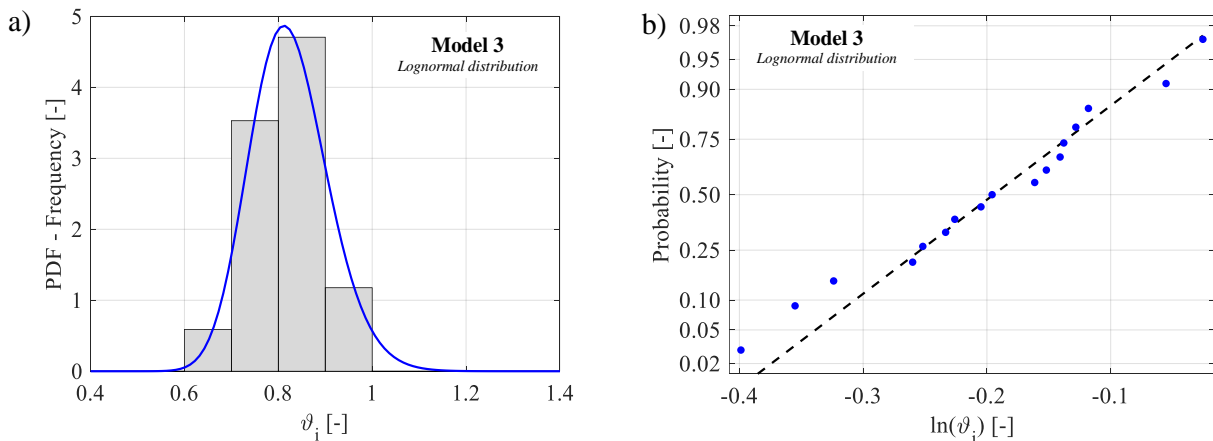 a)
Model 3
Lognormal distribution
PDF - Frequency [-]
5
4
3
2
1
0
0.4 0.6 0.8 1 1.2 1.4
ϑi [-]
b)
Model 3
Lognormal distribution
Probability [-]
0.98
0.95
0.90
0.75
0.50
0.25
0.10
0.05
0.02
-0.4 -0.3 -0.2 -0.1
ln(ϑi) [-]